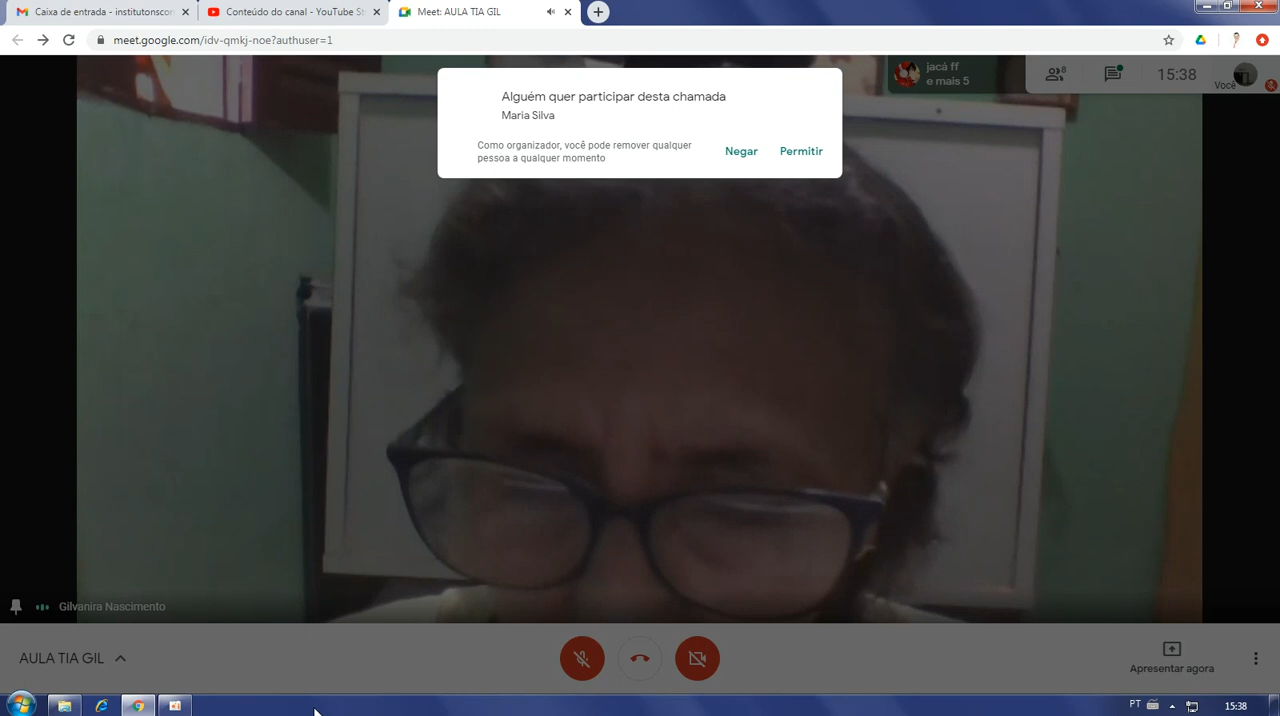 Caixa de entrada - institutonscon
Conteúdo do canal - YouTube St
Meet: AULA TIA GIL
meet.google.com/idv-qmkj-noe?authuser=1
Alguém quer participar desta chamada
Maria Silva
Como organizador, você pode remover qualquer
pessoa a qualquer momento
Negar
Permitir
jacá ff
e mais 5
8
15:38
Você
Gilvanira Nascimento
AULA TIA GIL
Apresentar agora
PT
15:38